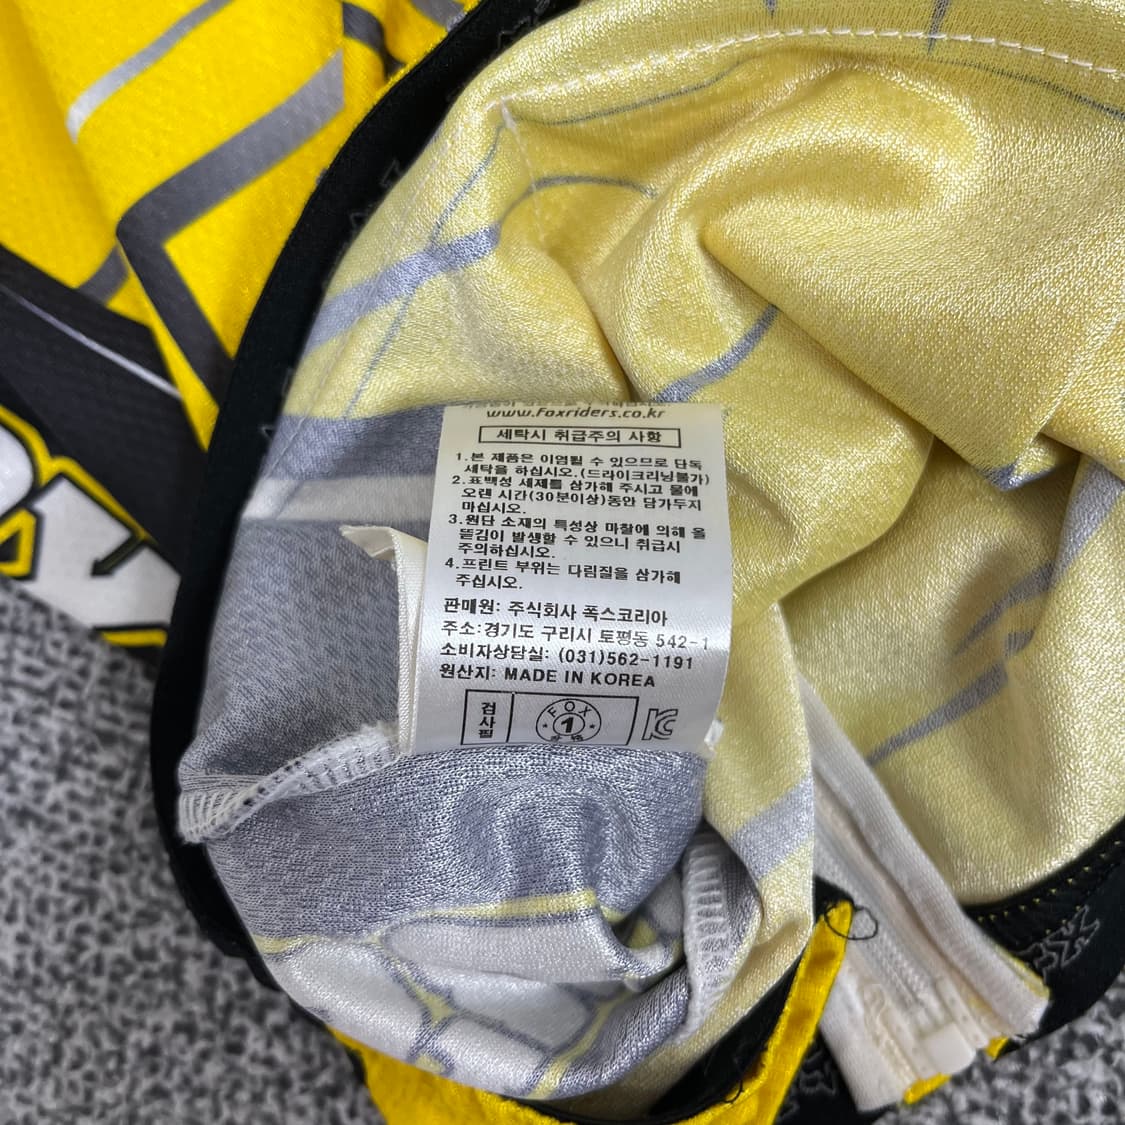 www.Foxriders.co.kr
세탁시 취급주의 사항
1.본 제품은 이염될 수 있으므로 단독
세탁을 하십시오.(드라이크리닝불가)
2.표백성 세제를 삼가해 주시고 물에
오랜 시간(30분이상)동안 담가두지
마십시오.
3.원단 소재의 특성상 마찰에 의해 올
뜯김이 발생할 수 있으니 취급시
주의하십시오.
4.프린트 부위는 다림질을 삼가해
주십시오.
판매원: 주식회사 폭스코리아
주소:경기도 구리시 토평동 542-1
소비자상담실: (031)562-1191
원산지: MADE IN KOREA
검사필
FOX
1
KC